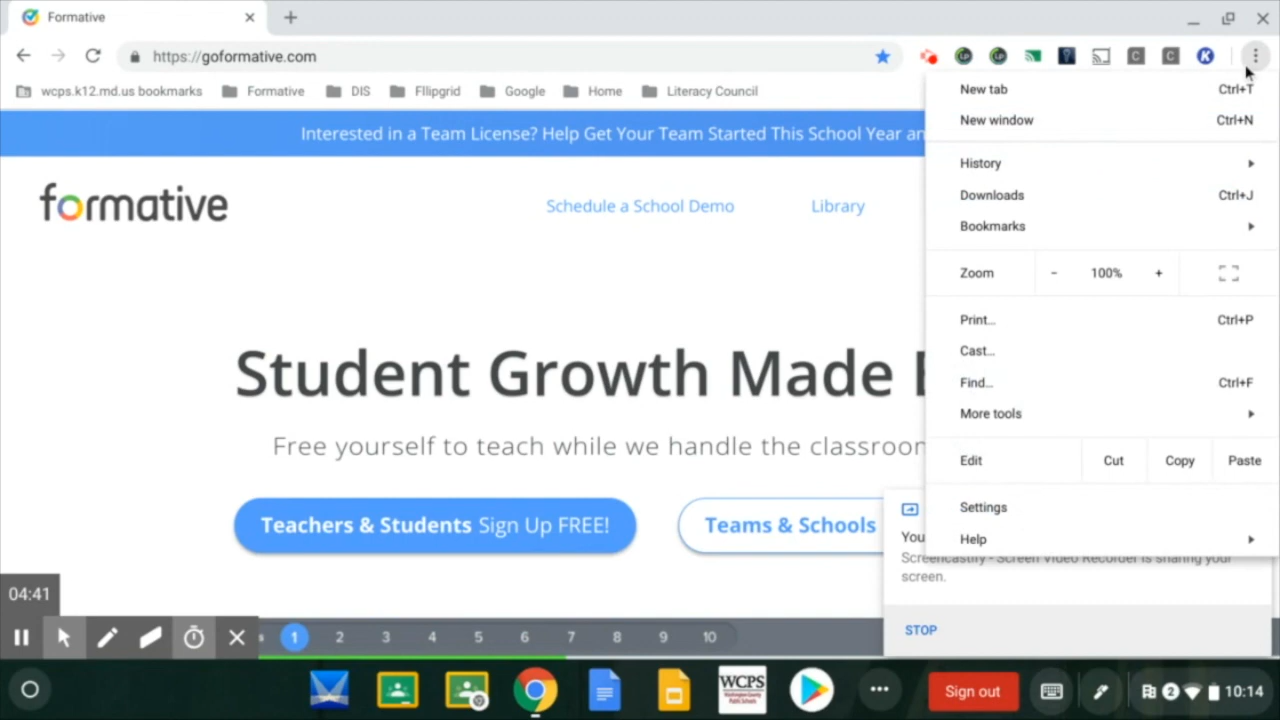 Formative
https://goformative.com
wcps.k12.md.us bookmarks Formative DIS FIlipgrid Google Home Literacy Council
Interested in a Team License? Help Get Your Team Started This School Year an
formative
Schedule a School Demo Library
Student Growth Made
Free yourself to teach while we handle the classroom
Teachers & Students Sign Up FREE!
Teams & Schools
New tab Ctrl+T
New window Ctrl+N
History
Downloads Ctrl+J
Bookmarks
Zoom - 100% +
Print... Ctrl+P
Cast...
Find... Ctrl+F
More tools
Edit Cut Copy Paste
Settings
Help
You
Screencastify - Screen Video Recorder is sharing your
screen.
STOP
04:41
1 2 3 4 5 6 7 8 9 10
WCPS
Sign out
2
10:14